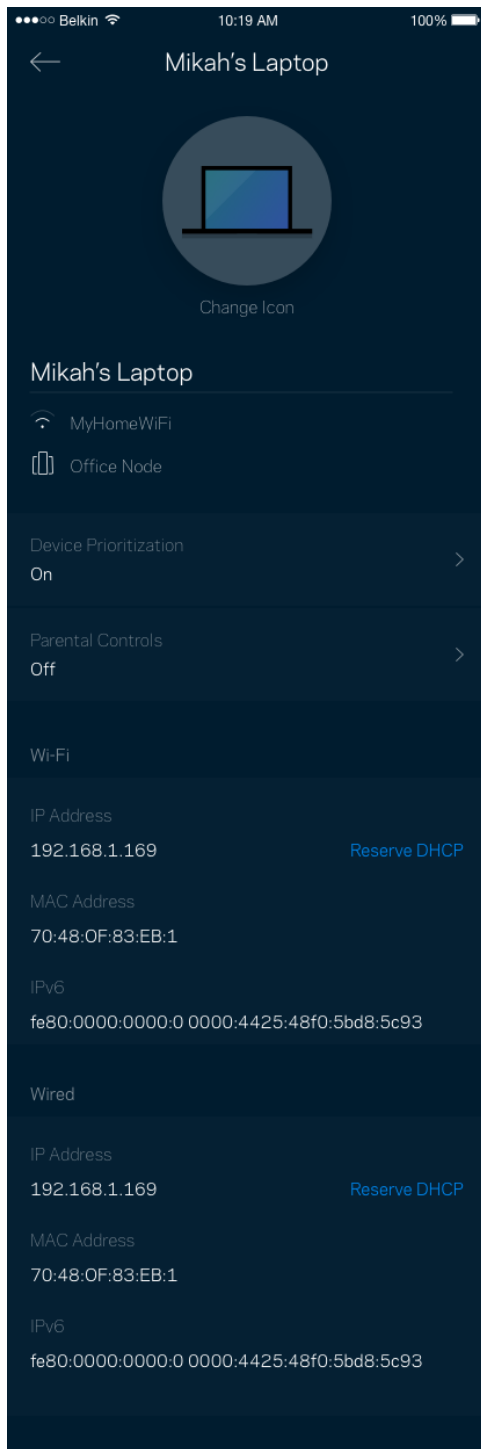 Belkin 10:19 AM 100%
Mikah's Laptop
Change Icon
Mikah's Laptop
MyHomeWiFi
Office Node
Device Prioritization
On
Parental Controls
Off
Wi-Fi
IP Address
192.168.1.169 Reserve DHCP
MAC Address
70:48:0F:83:EB:1
IPv6
fe80:0000:0000:0 0000:4425:48f0:5bd8:5c93
Wired
IP Address
192.168.1.169 Reserve DHCP
MAC Address
70:48:0F:83:EB:1
IPv6
fe80:0000:0000:0 0000:4425:48f0:5bd8:5c93